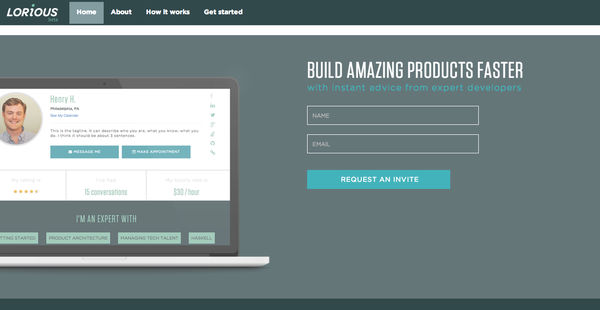 LORIOUS
beta
Home About How it works Get started
BUILD AMAZING PRODUCTS FASTER
with instant advice from expert developers
NAME
EMAIL
REQUEST AN INVITE
Henry H.
Philadelphia, PA
See My Calendar
This is the tagline. It can describe who you are, what you know, what you
do. I think it should be about 3 sentences.
MESSAGE ME
MAKE APPOINTMENT
My rating is
I've had
15 conversations
My hourly rate is
$30 / hour
I'M AN EXPERT WITH
TTING STARTED PRODUCT ARCHITECTURE MANAGING TECH TALENT HASKELL